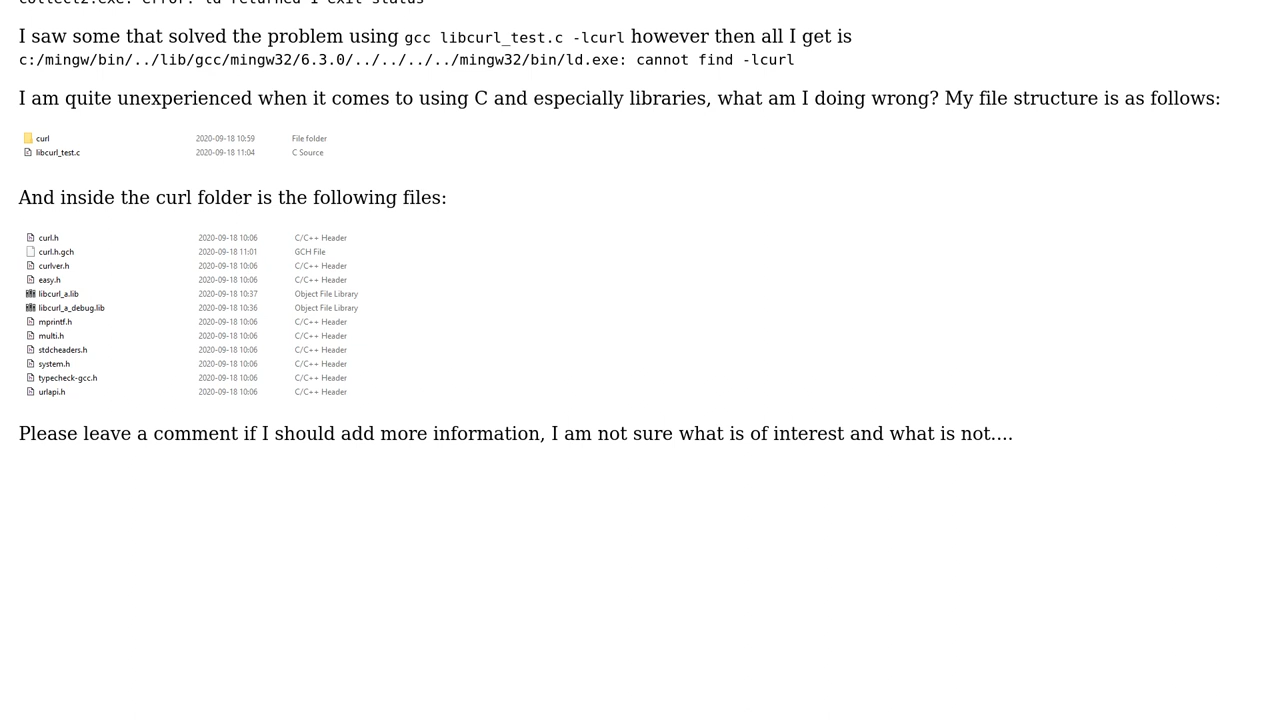 collect2.exe: error: ld returned 1 exit status
I saw some that solved the problem using gcc libcurl_test.c -lcurl however then all I get is
c:/mingw/bin/../lib/gcc/mingw32/6.3.0/../../../../mingw32/bin/ld.exe: cannot find -lcurl
I am quite unexperienced when it comes to using C and especially libraries, what am I doing wrong? My file structure is as follows:
curl 2020-09-18 10:59 File folder
libcurl_test.c 2020-09-18 11:04 C Source
And inside the curl folder is the following files:
curl.h 2020-09-18 10:06 C/C++ Header
curl.h.gch 2020-09-18 11:01 GCH File
curlver.h 2020-09-18 10:06 C/C++ Header
easy.h 2020-09-18 10:06 C/C++ Header
libcurl_a.lib 2020-09-18 10:37 Object File Library
libcurl_a_debug.lib 2020-09-18 10:36 Object File Library
mprintf.h 2020-09-18 10:06 C/C++ Header
multi.h 2020-09-18 10:06 C/C++ Header
stdcheaders.h 2020-09-18 10:06 C/C++ Header
system.h 2020-09-18 10:06 C/C++ Header
typecheck-gcc.h 2020-09-18 10:06 C/C++ Header
urlapi.h 2020-09-18 10:06 C/C++ Header
Please leave a comment if I should add more information, I am not sure what is of interest and what is not....